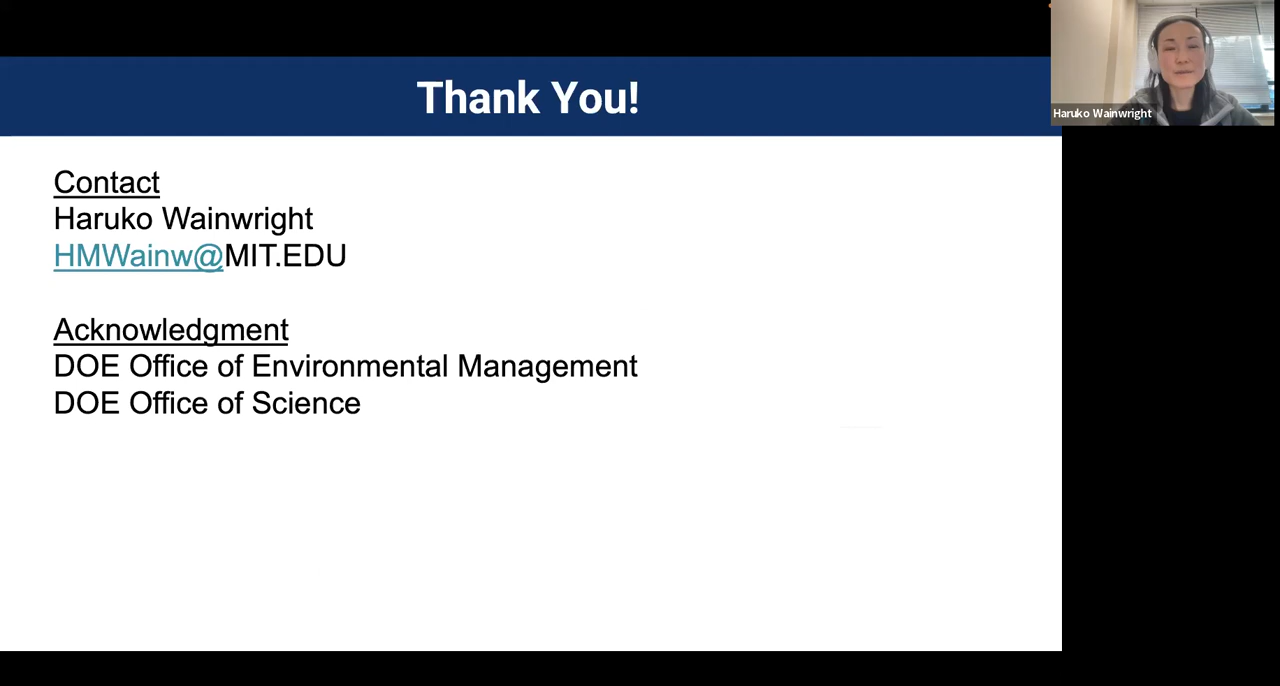 Thank You!
Haruko Wainwright
Contact
Haruko Wainwright
HMWainw@MIT.EDU
Acknowledgment
DOE Office of Environmental Management
DOE Office of Science